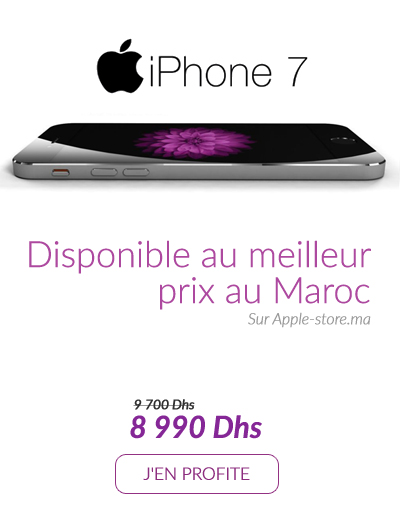 iPhone 7
Disponible au meilleur
prix au Maroc
Sur Apple-store.ma
9 700 Dhs
8 990 Dhs
J'EN PROFITE